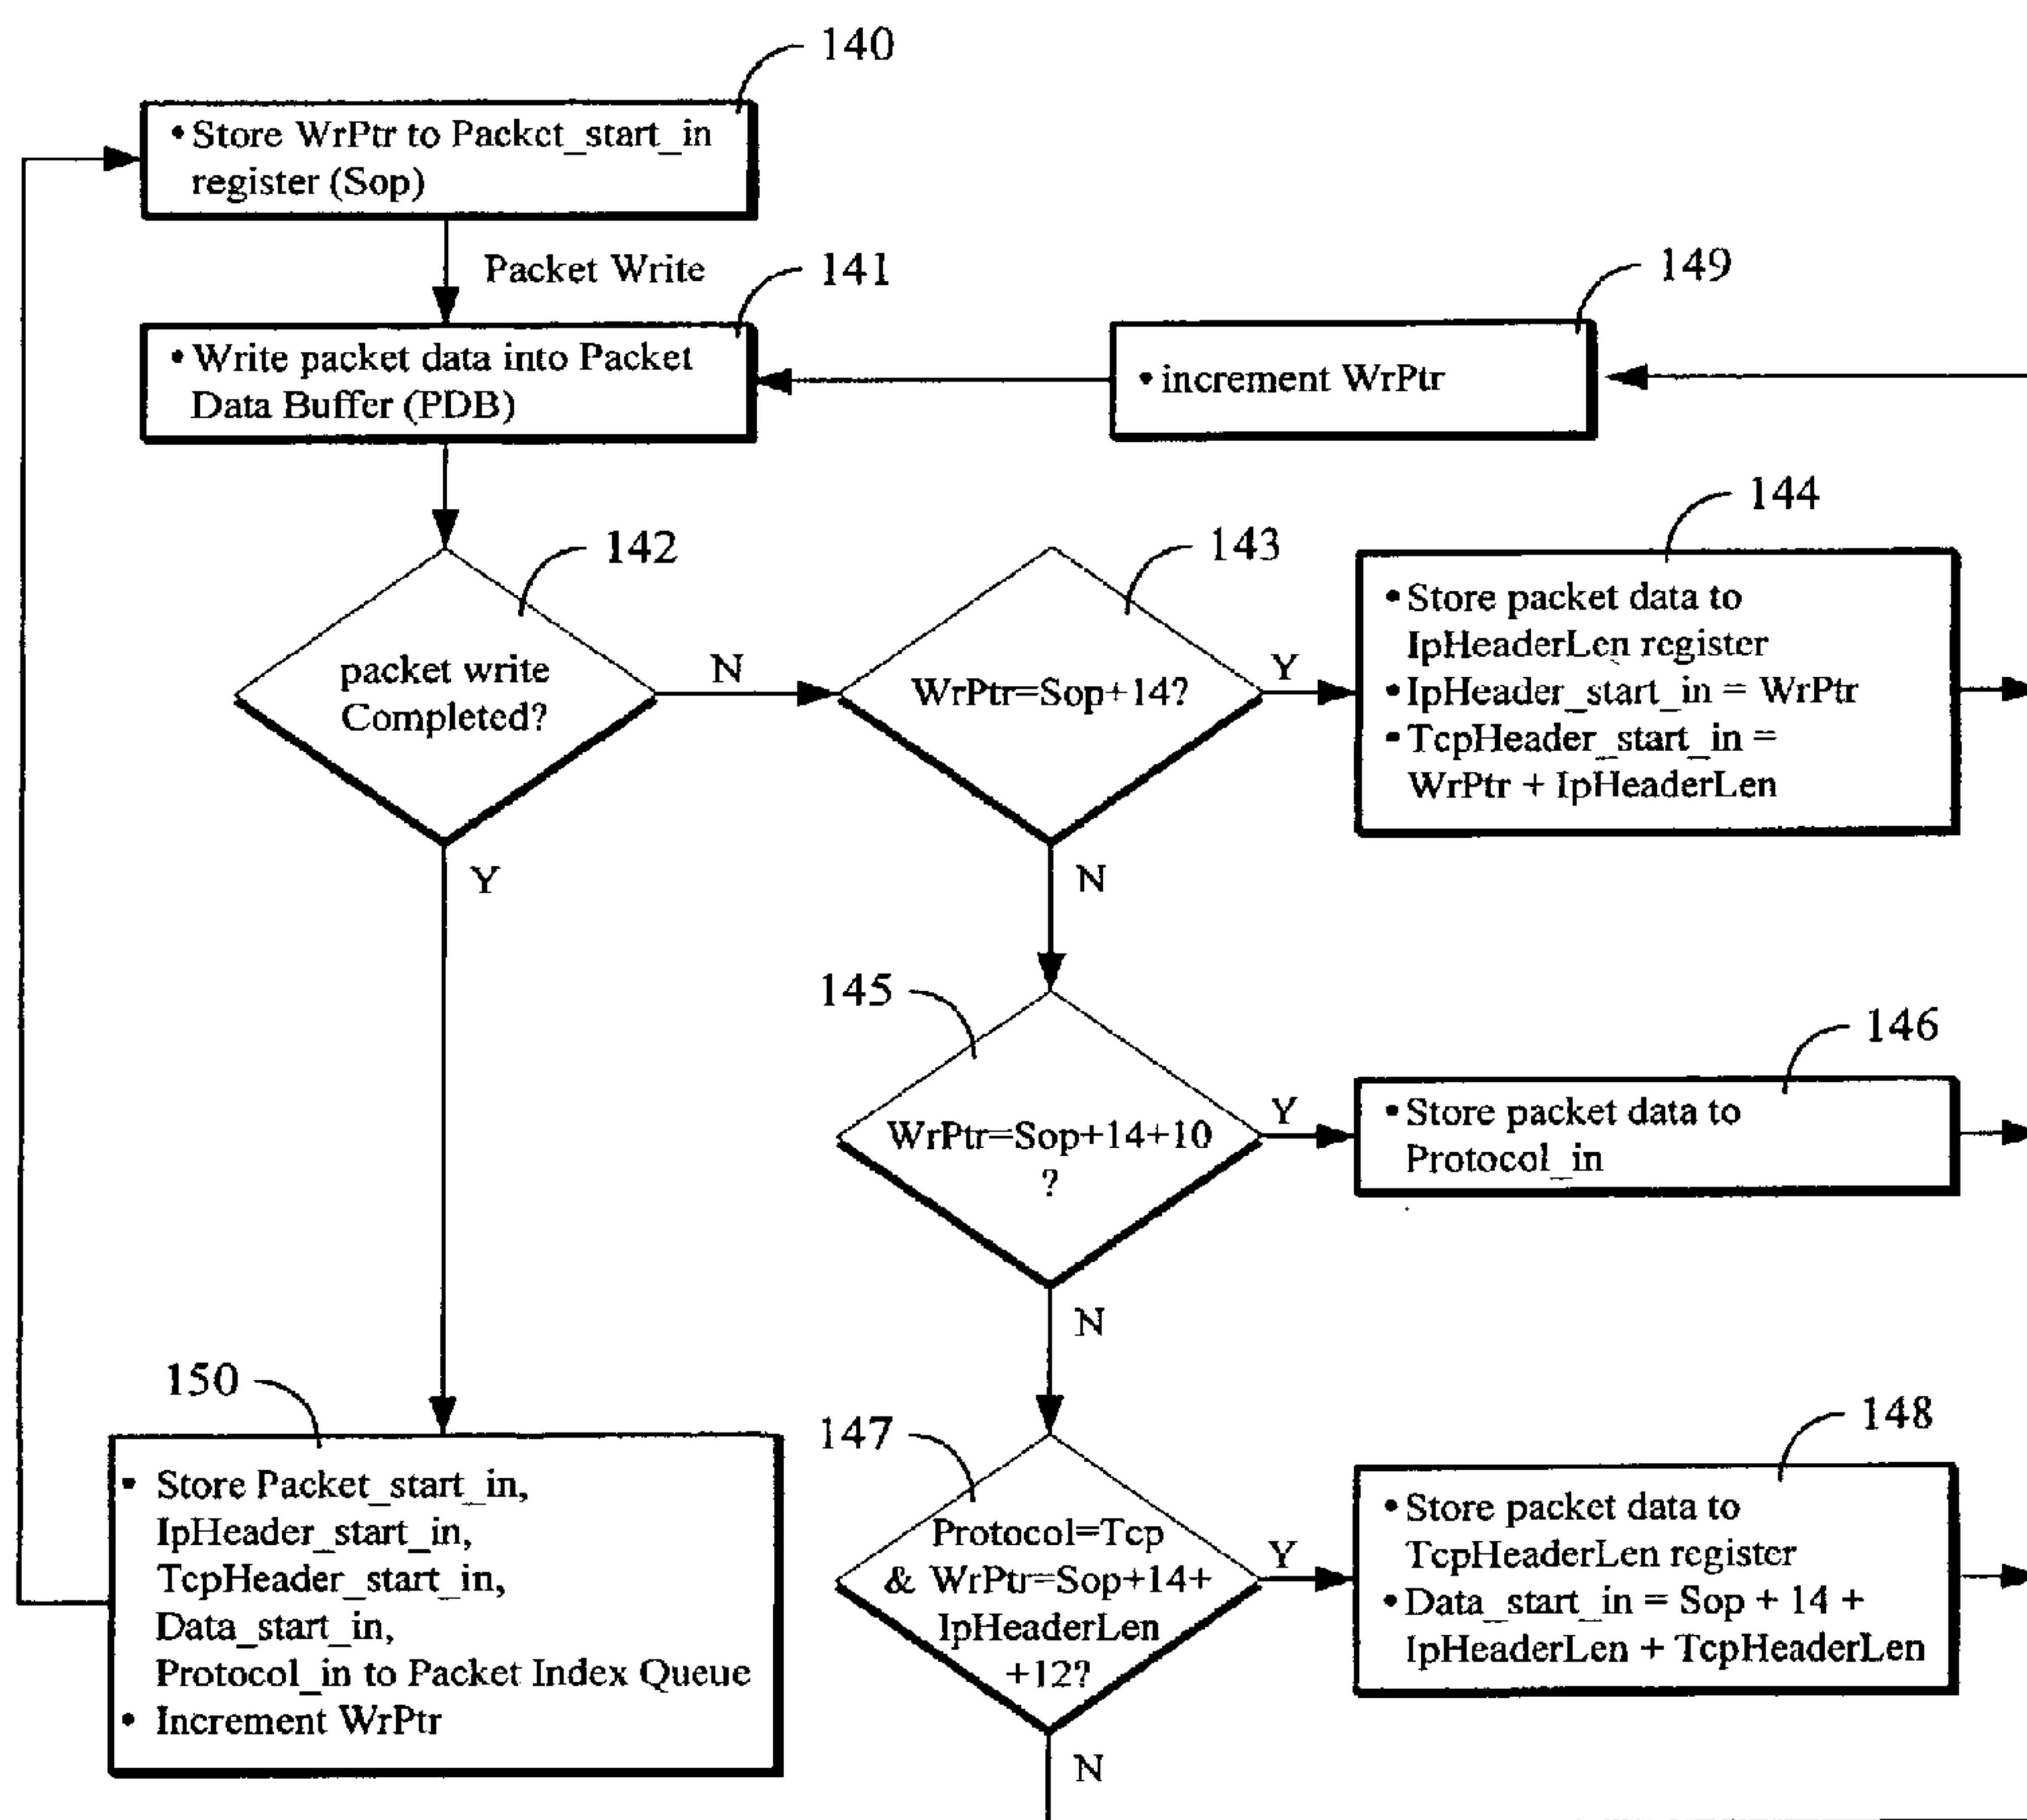 140
• Store WrPtr to Packet_start_in
register (Sop)
Packet Write
141
149
• Write packet data into Packet
Data Buffer (PDB)
• increment WrPtr
144
142
143
• Store packet data to
IpHeaderLen register
• IpHeader_start_in = WrPtr
• TcpHeader_start_in =
WrPtr + IpHeaderLen
packet write
Completed?
N
WrPtr=Sop+14?
Y
Y
N
145
146
WrPtr=Sop+14+10
?
Y
• Store packet data to
Protocol_in
N
150
147
148
• Store Packet_start_in,
IpHeader_start_in,
TcpHeader_start_in,
Data_start_in,
Protocol_in to Packet Index Queue
• Increment WrPtr
Protocol=Tcp
& WrPtr=Sop+14+
IpHeaderLen
+12?
Y
• Store packet data to
TcpHeaderLen register
• Data_start_in = Sop + 14 +
IpHeaderLen + TcpHeaderLen
N